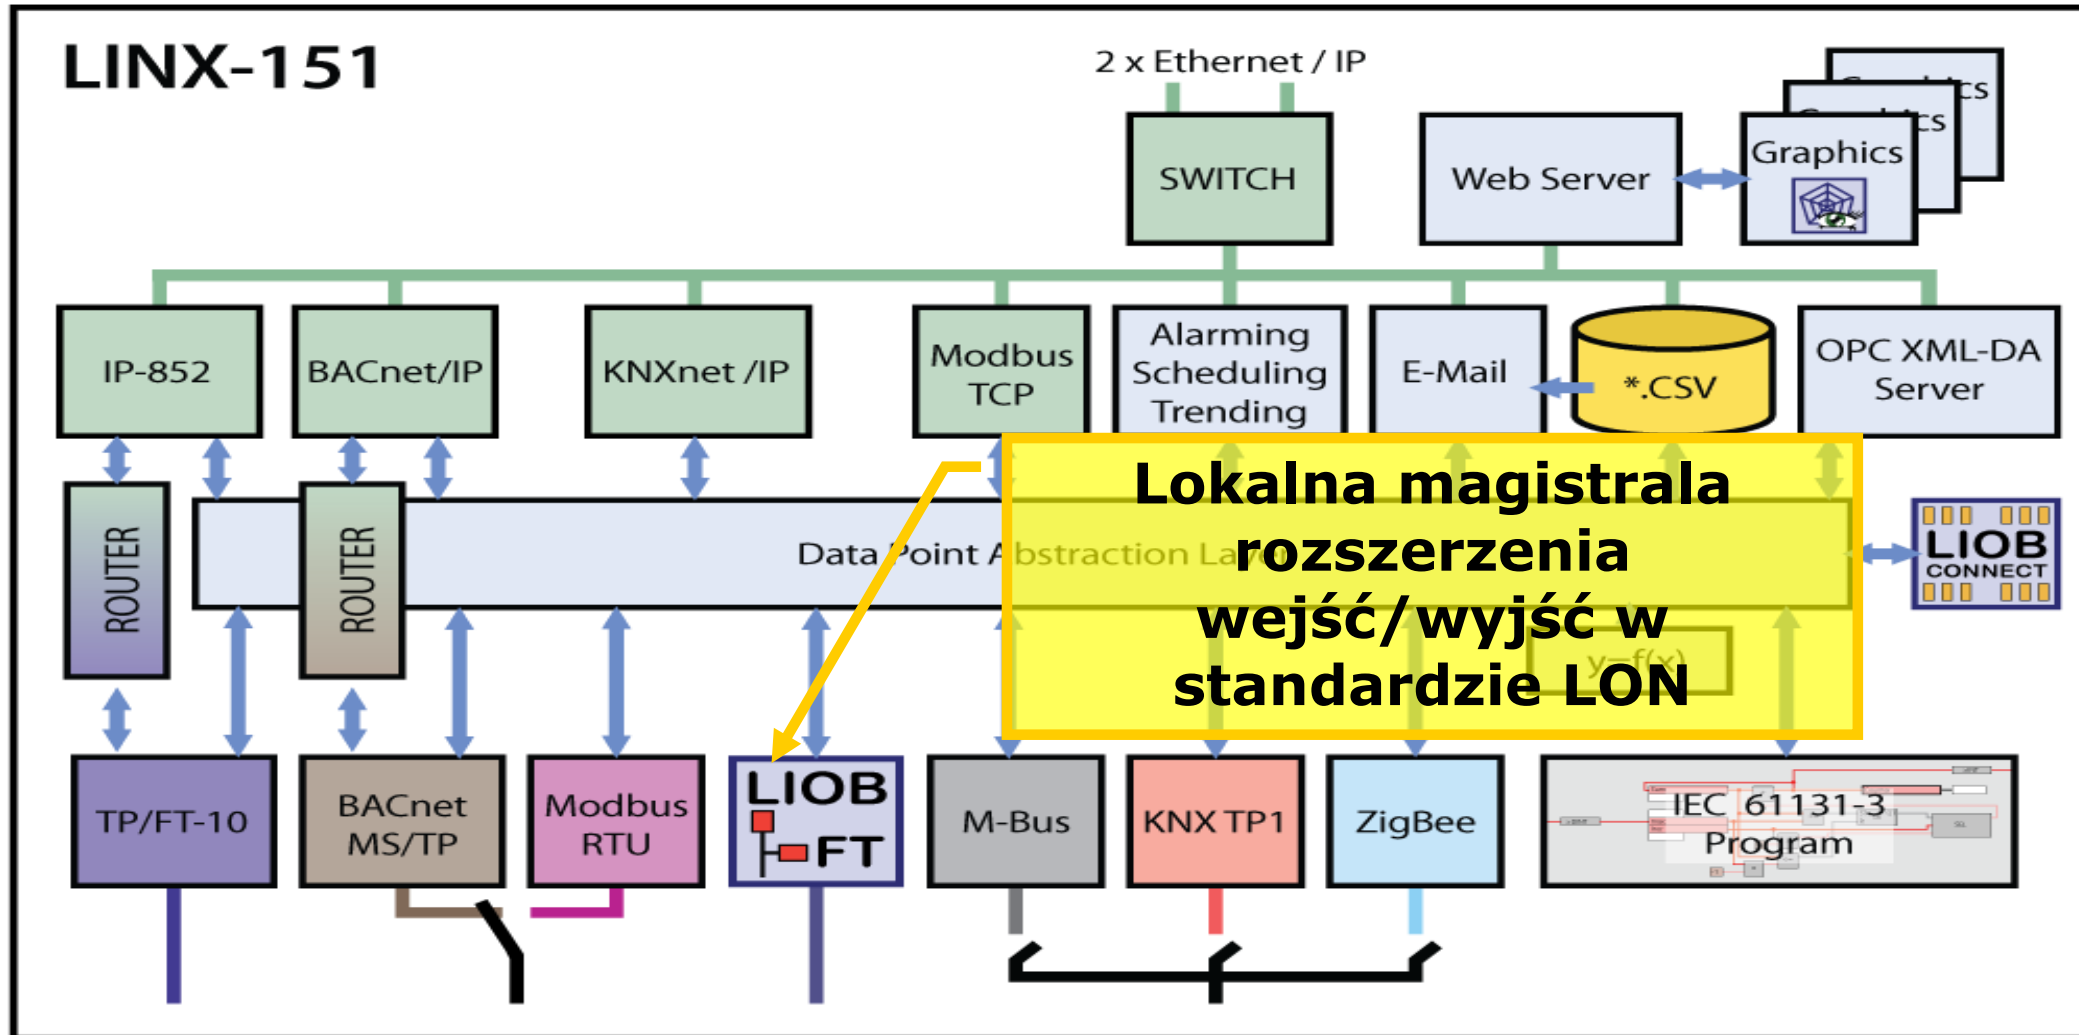 LINX-151
2 x Ethernet / IP
SWITCH
Web Server
Graphics
cs
cs
IP-852
BACnet/IP
KNXnet /IP
Modbus
TCP
Alarming
Scheduling
Trending
E-Mail
*.CSV
OPC XML-DA
Server
ROUTER
ROUTER
Data Point Abstraction Layer
Lokalna magistrala
rozszerzenia
wejść/wyjść w
standardzie LON
y=f(x)
LIOB
CONNECT
TP/FT-10
BACnet
MS/TP
Modbus
RTU
LIOB
FT
M-Bus
KNX TP1
ZigBee
IEC 61131-3
Program